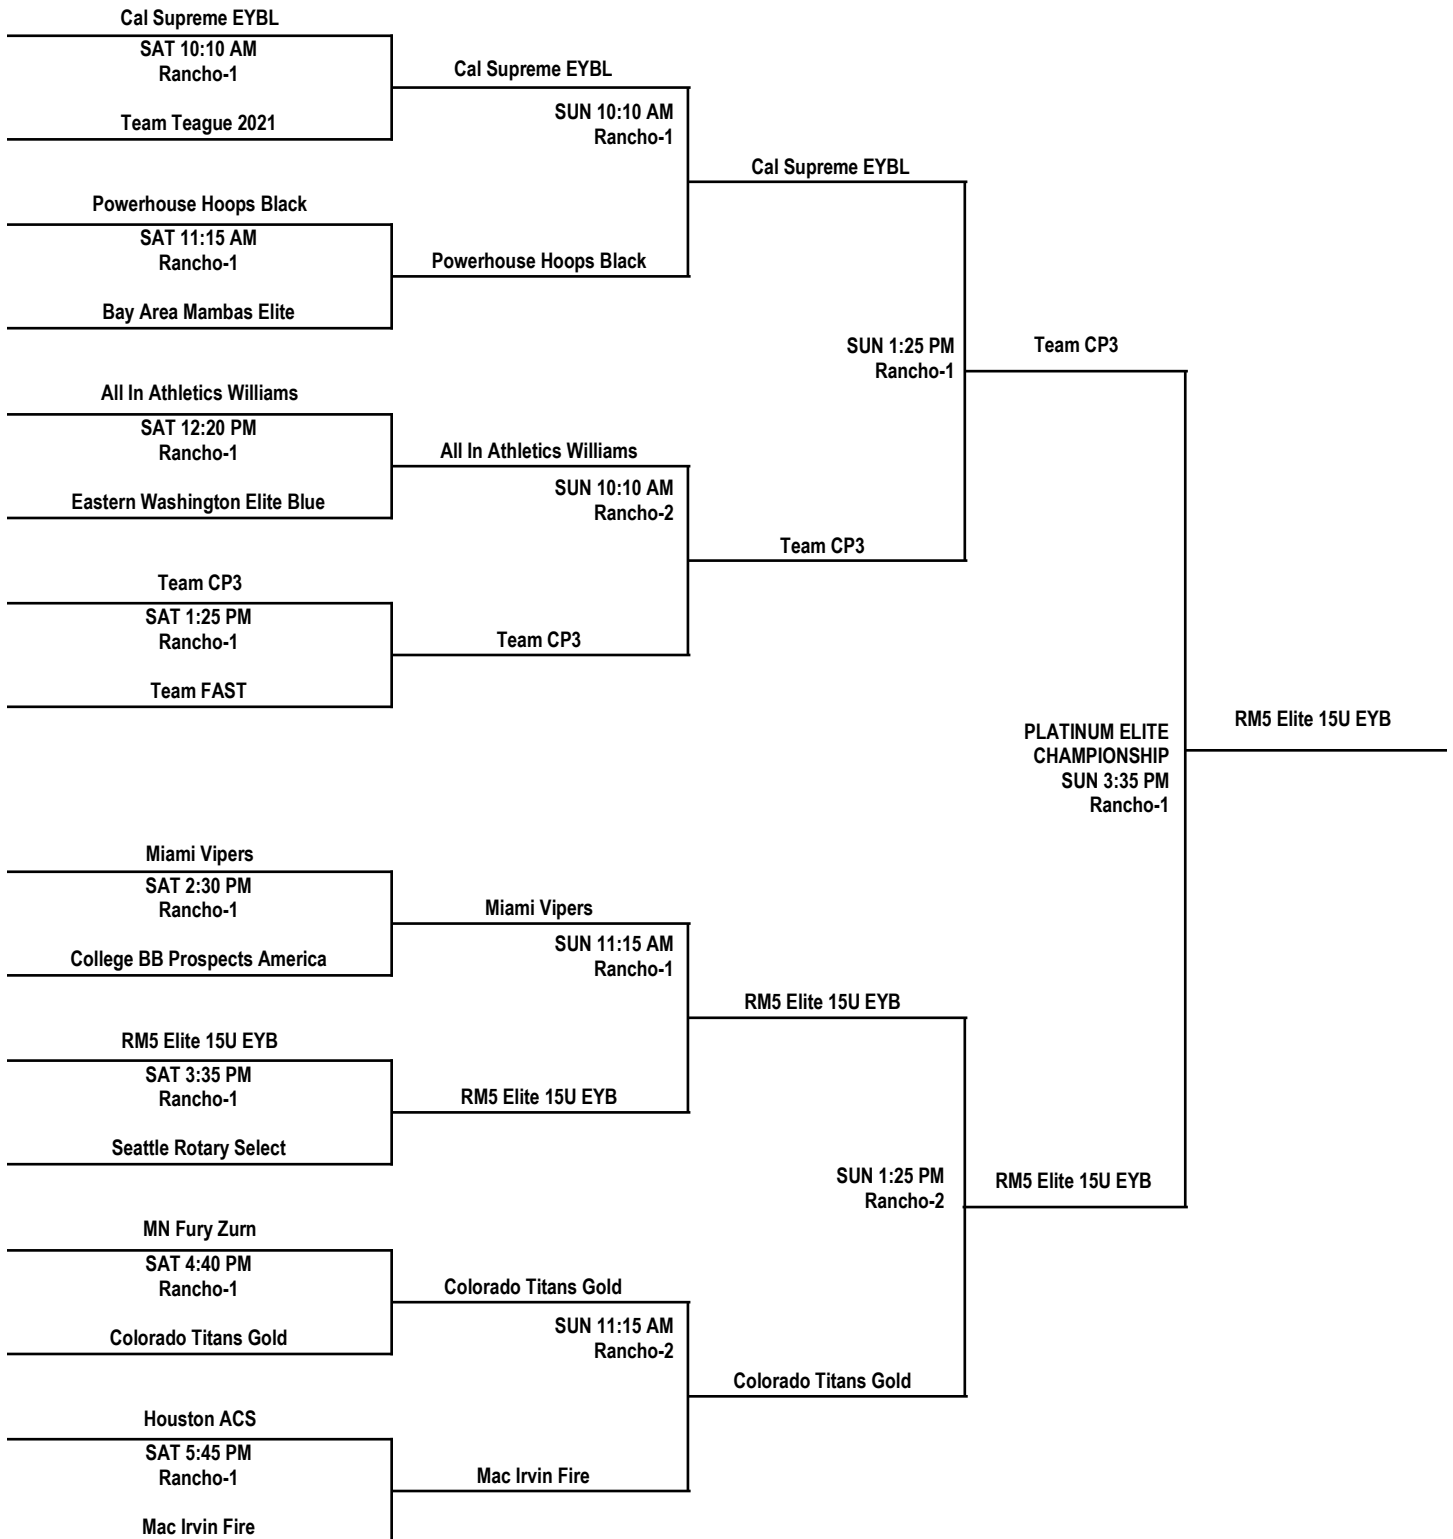 Cal Supreme EYBL
SAT 10:10 AM
Rancho-1
Team Teague 2021
Powerhouse Hoops Black
SAT 11:15 AM
Rancho-1
Bay Area Mambas Elite
All In Athletics Williams
SAT 12:20 PM
Rancho-1
Eastern Washington Elite Blue
Team CP3
SAT 1:25 PM
Rancho-1
Team FAST
Miami Vipers
SAT 2:30 PM
Rancho-1
College BB Prospects America
RM5 Elite 15U EYB
SAT 3:35 PM
Rancho-1
Seattle Rotary Select
MN Fury Zurn
SAT 4:40 PM
Rancho-1
Colorado Titans Gold
Houston ACS
SAT 5:45 PM
Rancho-1
Mac Irvin Fire
Cal Supreme EYBL
SUN 10:10 AM
Rancho-1
Powerhouse Hoops Black
All In Athletics Williams
SUN 10:10 AM
Rancho-2
Team CP3
Miami Vipers
SUN 11:15 AM
Rancho-1
RM5 Elite 15U EYB
Colorado Titans Gold
SUN 11:15 AM
Rancho-2
Mac Irvin Fire
Cal Supreme EYBL
SUN 1:25 PM
Rancho-1
Team CP3
RM5 Elite 15U EYB
SUN 1:25 PM
Rancho-2
Colorado Titans Gold
Team CP3
PLATINUM ELITE
CHAMPIONSHIP
SUN 3:35 PM
Rancho-1
RM5 Elite 15U EYB
RM5 Elite 15U EYB